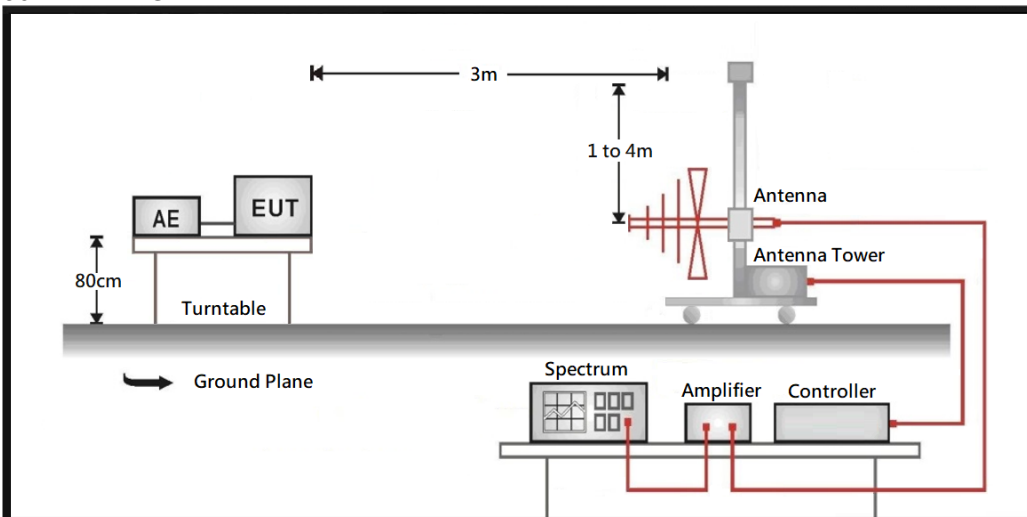 3m
1 to 4m
Antenna
AE
EUT
Antenna Tower
80cm
Turntable
Ground Plane
Spectrum
Amplifier
Controller